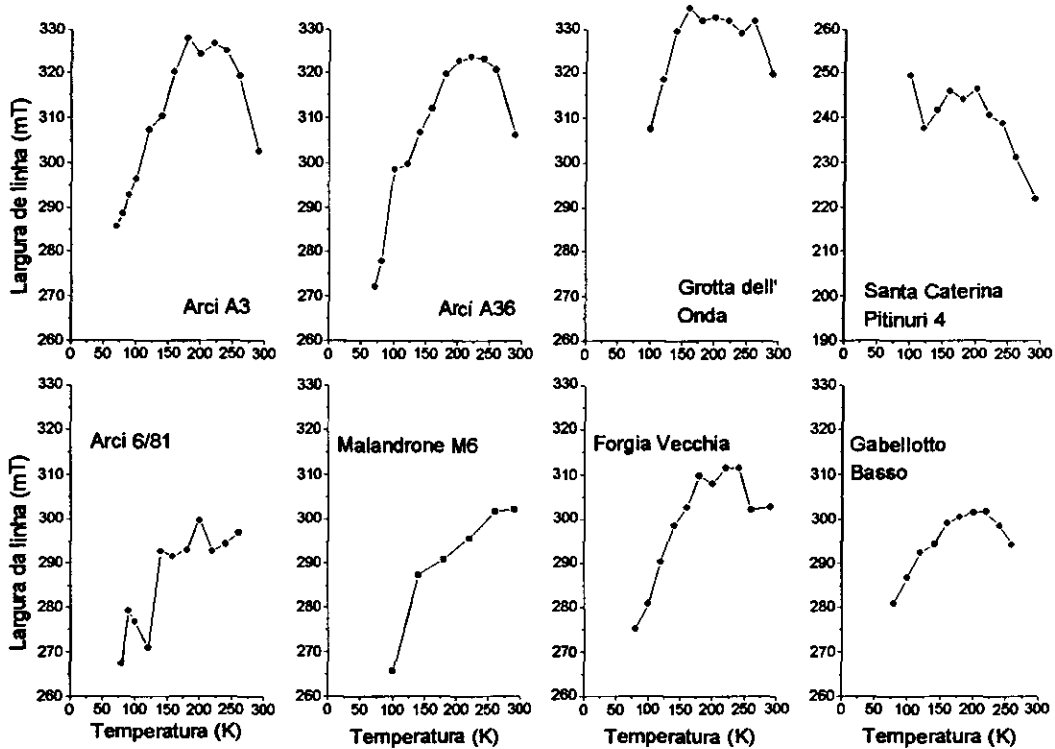 Largura de linha (mT)
330
320
310
300
290
280
270
260
0 50 100 150 200 250 300
Arci A3
330
320
310
300
290
280
270
260
0 50 100 150 200 250 300
Arci A36
330
320
310
300
290
280
270
260
0 50 100 150 200 250 300
Grotta dell'
Onda
260
250
240
230
220
210
200
190
0 50 100 150 200 250 300
Santa Caterina
Pitinuri 4
Largura da linha (mT)
330
320
310
300
290
280
270
260
0 50 100 150 200 250 300
Arci 6/81
Temperatura (K)
330
320
310
300
290
280
270
260
0 50 100 150 200 250 300
Malandrone M6
Temperatura (K)
330
320
310
300
290
280
270
260
0 50 100 150 200 250 300
Forgia Vecchia
Temperatura (K)
330
320
310
300
290
280
270
260
0 50 100 150 200 250 300
Gabellotto
Basso
Temperatura (K)